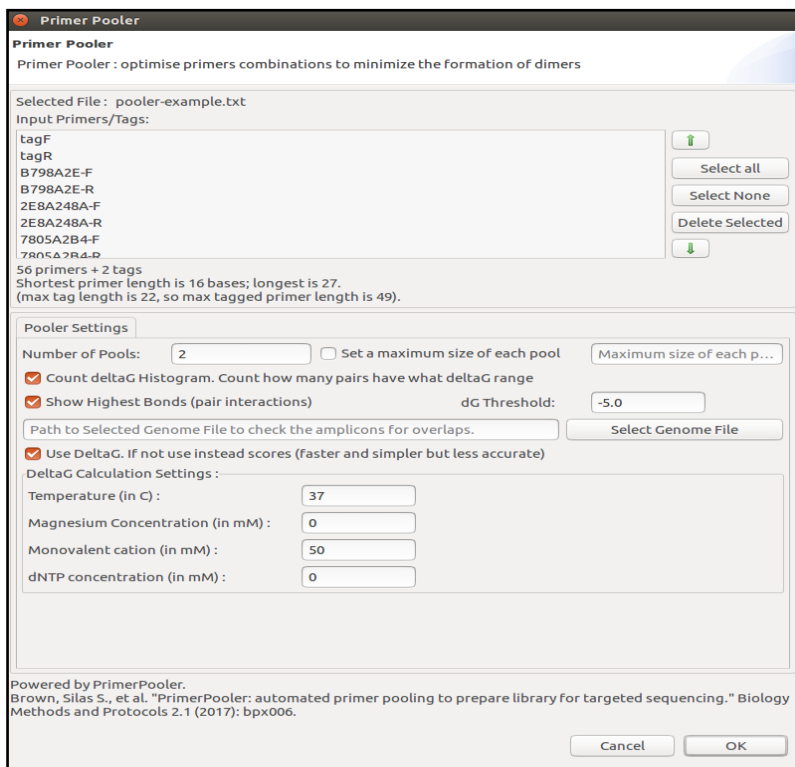 Primer Pooler
Primer Pooler
Primer Pooler : optimise primers combinations to minimize the formation of dimers
Selected File : pooler-example.txt
Input Primers/Tags:
tagF
tagR
B798A2E-F
B798A2E-R
2E8A248A-F
2E8A248A-R
7805A2B4-F
7805A2B4-R
Select all
Select None
Delete Selected
56 primers + 2 tags
Shortest primer length is 16 bases; longest is 27.
(max tag length is 22, so max tagged primer length is 49).
Pooler Settings
Number of Pools: 2 Set a maximum size of each pool Maximum size of each p...
Count deltaG Histogram. Count how many pairs have what deltaG range
Show Highest Bonds (pair interactions) dG Threshold: -5.0
Path to Selected Genome File to check the amplicons for overlaps. Select Genome File
Use DeltaG. If not use instead scores (faster and simpler but less accurate)
DeltaG Calculation Settings :
Temperature (in C) : 37
Magnesium Concentration (in mM) : 0
Monovalent cation (in mM) : 50
dNTP concentration (in mM) : 0
Powered by PrimerPooler.
Brown, Silas S., et al. "PrimerPooler: automated primer pooling to prepare library for targeted sequencing." Biology
Methods and Protocols 2.1 (2017): bpx006.
Cancel OK